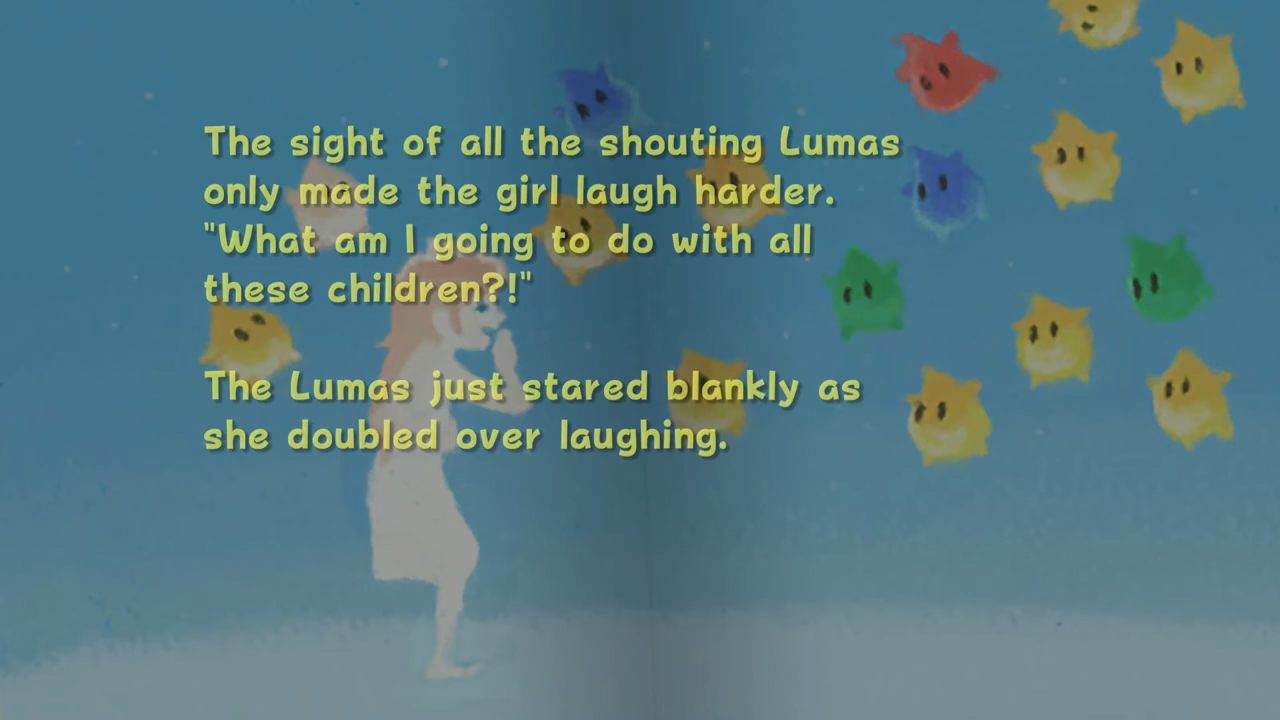 The sight of all the shouting Lumas
only made the girl laugh harder.
"What am I going to do with all
these children?!"
The Lumas just stared blankly as
she doubled over laughing.